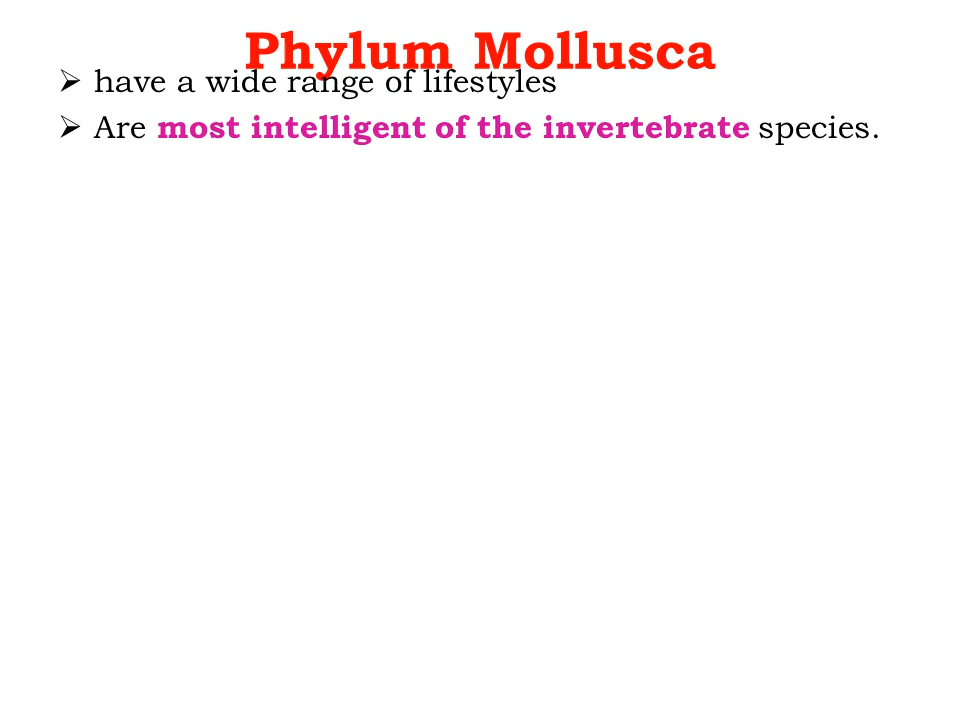 Phylum Mollusca
➢ have a wide range of lifestyles
➢ Are most intelligent of the invertebrate species.